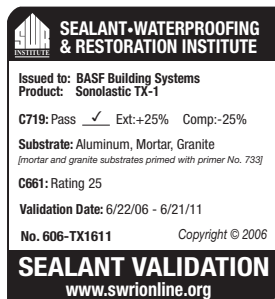 SWR
INSTITUTE
SEALANT•WATERPROOFING
& RESTORATION INSTITUTE
Issued to: BASF Building Systems
Product: Sonolastic TX-1
C719: Pass ✓ Ext:+25% Comp:-25%
Substrate: Aluminum, Mortar, Granite
[mortar and granite substrates primed with primer No. 733]
C661: Rating 25
Validation Date: 6/22/06 - 6/21/11
No. 606-TX1611 Copyright © 2006
SEALANT VALIDATION
www.swrionline.org